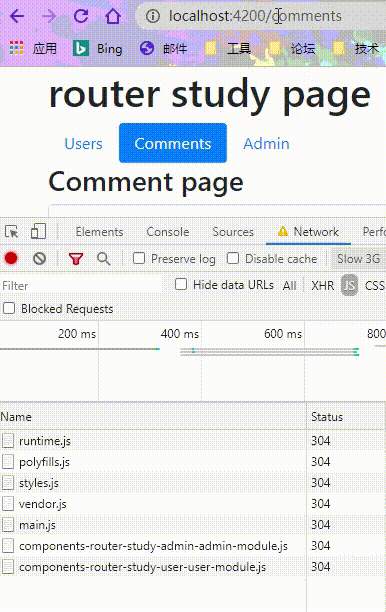 localhost:4200/comments
应用 Bing 邮件 工具 论坛 技术
router study page
Users Comments Admin
Comment page
Elements Console Sources Network Perf
Preserve log Disable cache Slow 3G
Filter Hide data URLs All XHR JS CSS
Blocked Requests
200 ms 400 ms 600 ms 800
Name Status
runtime.js 304
polyfills.js 304
styles.js 304
vendor.js 304
main.js 304
components-router-study-admin-admin-module.js 304
components-router-study-user-user-module.js 304